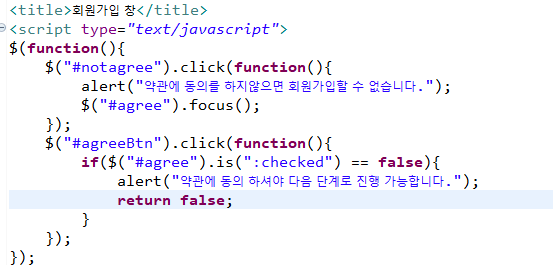 <title>회원가입 창</title>
<script type="text/javascript">
$(function(){
    $("#notagree").click(function(){
        alert("약관에 동의를 하지않으면 회원가입할 수 없습니다.");
        $("#agree").focus();
    });
    $("#agreeBtn").click(function(){
        if($("#agree").is(":checked") == false){
            alert("약관에 동의 하셔야 다음 단계로 진행 가능합니다.");
            return false;
        }
    });
});